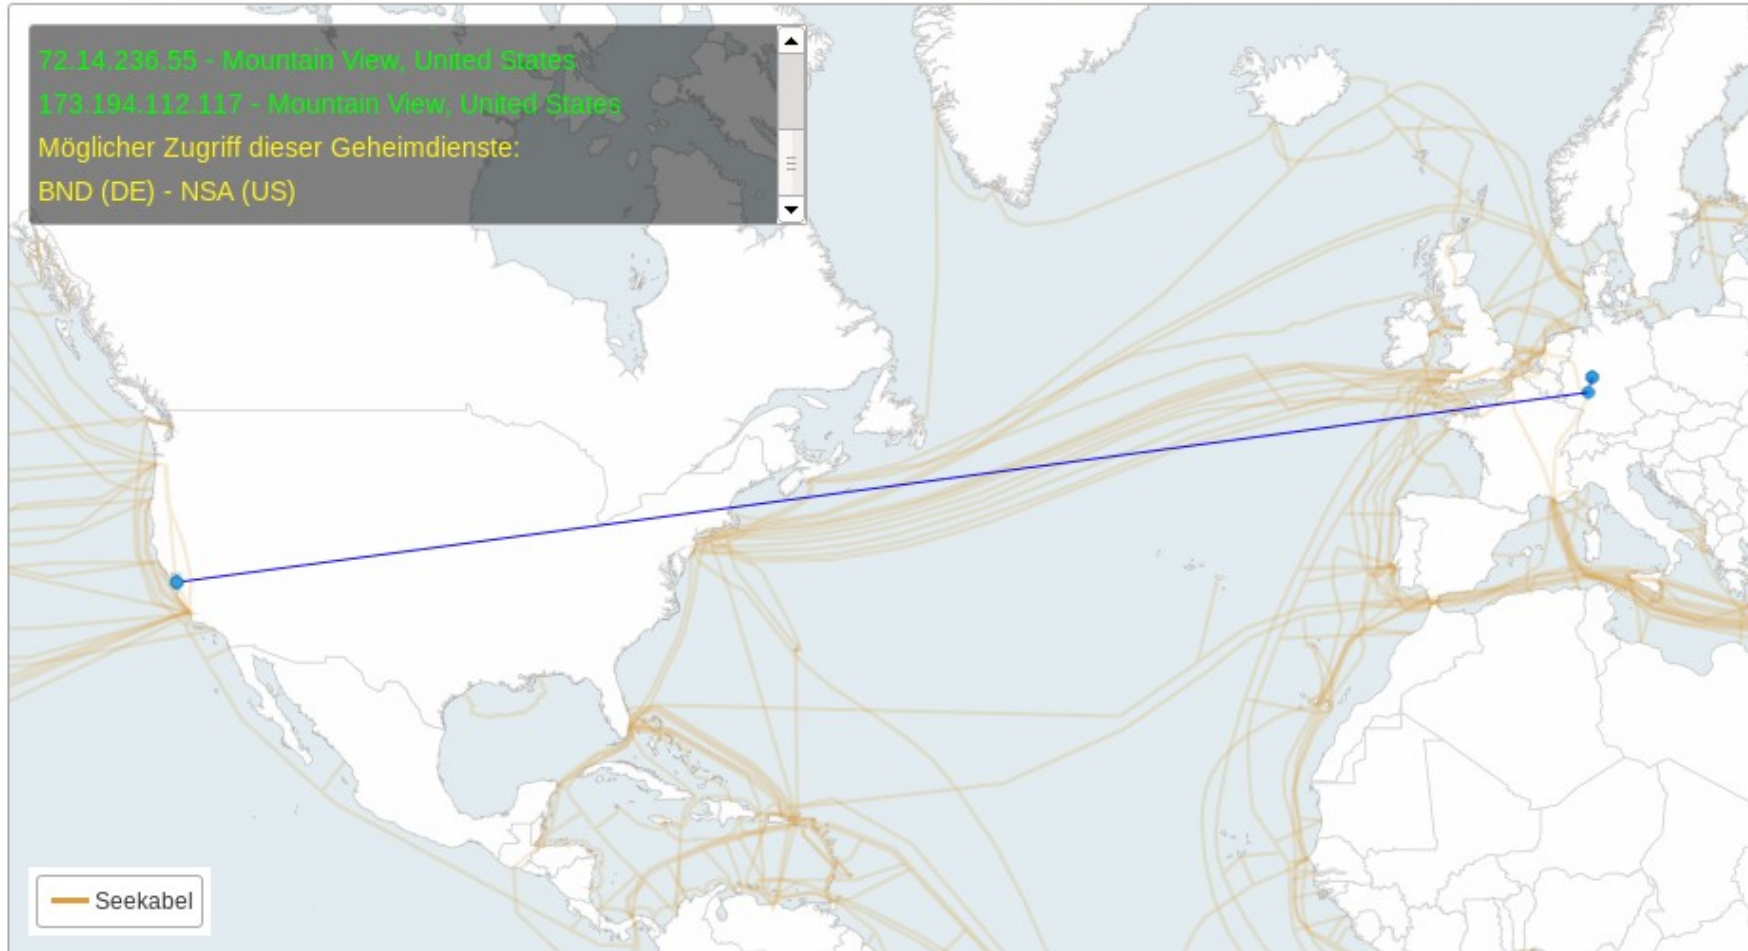 72.14.236.55 - Mountain View, United States
173.194.112.117 - Mountain View, United States
Möglicher Zugriff dieser Geheimdienste:
BND (DE) - NSA (US)
Seekabel